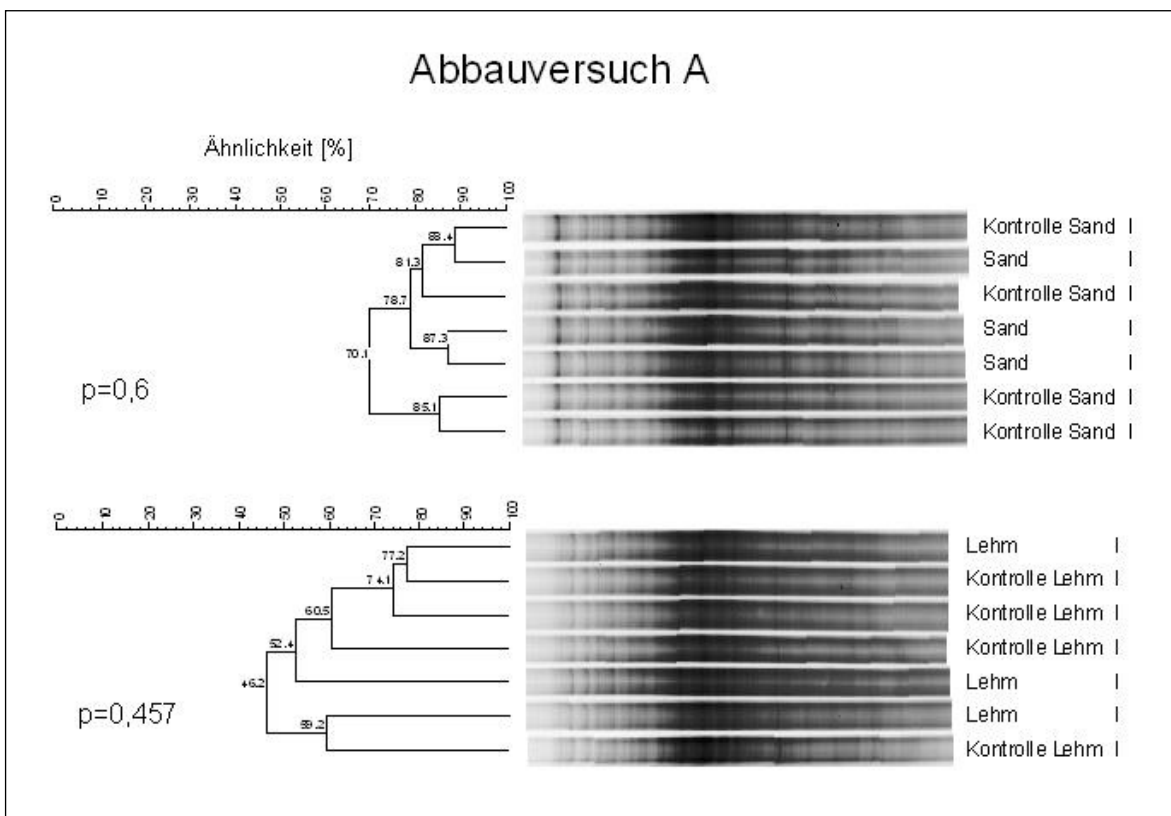 Abbauversuch A
Ähnlichkeit [%]
0 10 20 30 40 50 60 70 80 90 100
88.4
81.3
78.7
87.3
70.1
85.1
Kontrolle Sand I
Sand I
Kontrolle Sand I
Sand I
Sand I
Kontrolle Sand I
Kontrolle Sand I
p=0,6
0 10 20 30 40 50 60 70 80 90 100
77.2
74.1
60.5
52.4
46.2
59.2
Lehm I
Kontrolle Lehm I
Kontrolle Lehm I
Kontrolle Lehm I
Lehm I
Lehm I
Kontrolle Lehm I
p=0,457